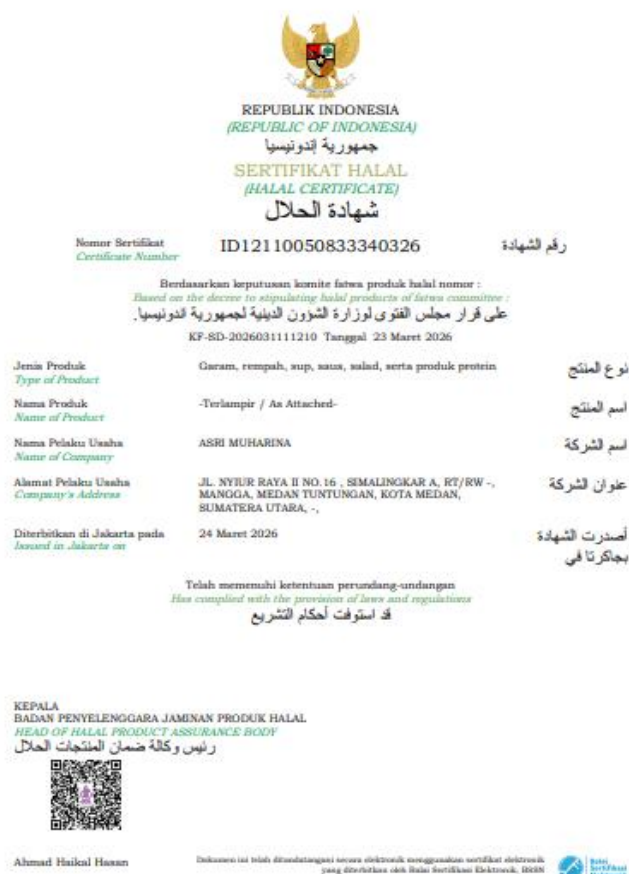 REPUBLIK INDONESIA
(REPUBLIC OF INDONESIA)
جمهورية إندونيسيا
SERTIFIKAT HALAL
(HALAL CERTIFICATE)
شهادة الحلال
Nomor Sertifikat ID12110050833340326 رقم الشهادة
Certificate Number
Berdasarkan keputusan komite fatwa produk halal nomor :
Based on the decree to stipulating halal products of fatwa committee :
على قرار مجلس الفتوى لوزارة الشؤون الدينية لجمهورية اندونيسيا.
KF-SD-2026031111210 Tanggal 23 Maret 2026
Jenis Produk Garam, rempah, sup, saus, salad, serta produk protein نوع المنتج
Type of Product
Nama Produk -Terlampir / As Attached- اسم المنتج
Name of Product
Nama Pelaku Usaha ASRI MUHARINA اسم الشركة
Name of Company
Alamat Pelaku Usaha JL. NYIUR RAYA II NO.16 , SIMALINGKAR A, RT/RW -, عنوان الشركة
Company's Address MANGGA, MEDAN TUNTUNGAN, KOTA MEDAN,
SUMATERA UTARA, -,
Diterbitkan di Jakarta pada 24 Maret 2026 أصدرت الشهادة
Issued in Jakarta on بجاكرتا في
Telah memenuhi ketentuan perundang-undangan
Has complied with the provision of laws and regulations
قد استوفت أحكام التشريع
KEPALA
BADAN PENYELENGGARA JAMINAN PRODUK HALAL
HEAD OF HALAL PRODUCT ASSURANCE BODY
رئيس وكالة ضمان المنتجات الحلال
Ahmad Haikal Hasan
Dokumen ini telah ditandatangani secara elektronik menggunakan sertifikat elektronik
yang diterbitkan oleh Balai Sertifikasi Elektronik, BSSN
Balai
Sertifikasi